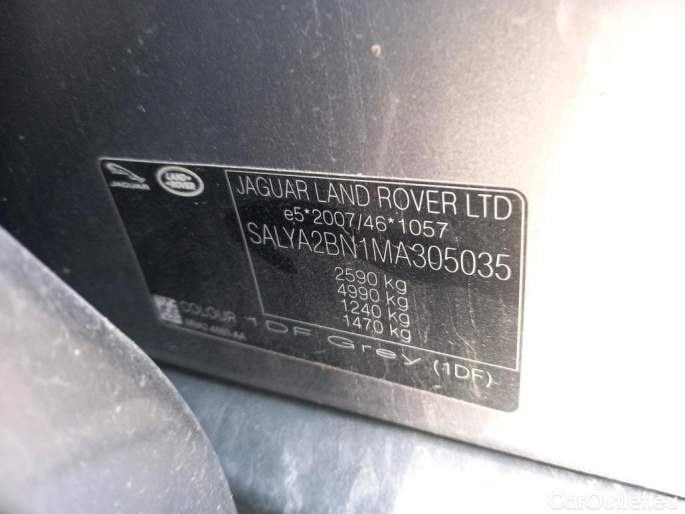 JAGUAR
LAND ROVER
JAGUAR LAND ROVER LTD
e5*2007/46*1057
SALYA2BN1MA305035
2590 kg
4990 kg
1240 kg
1470 kg
COLOUR
1DF Grey (1DF)
CarOutlet.eu